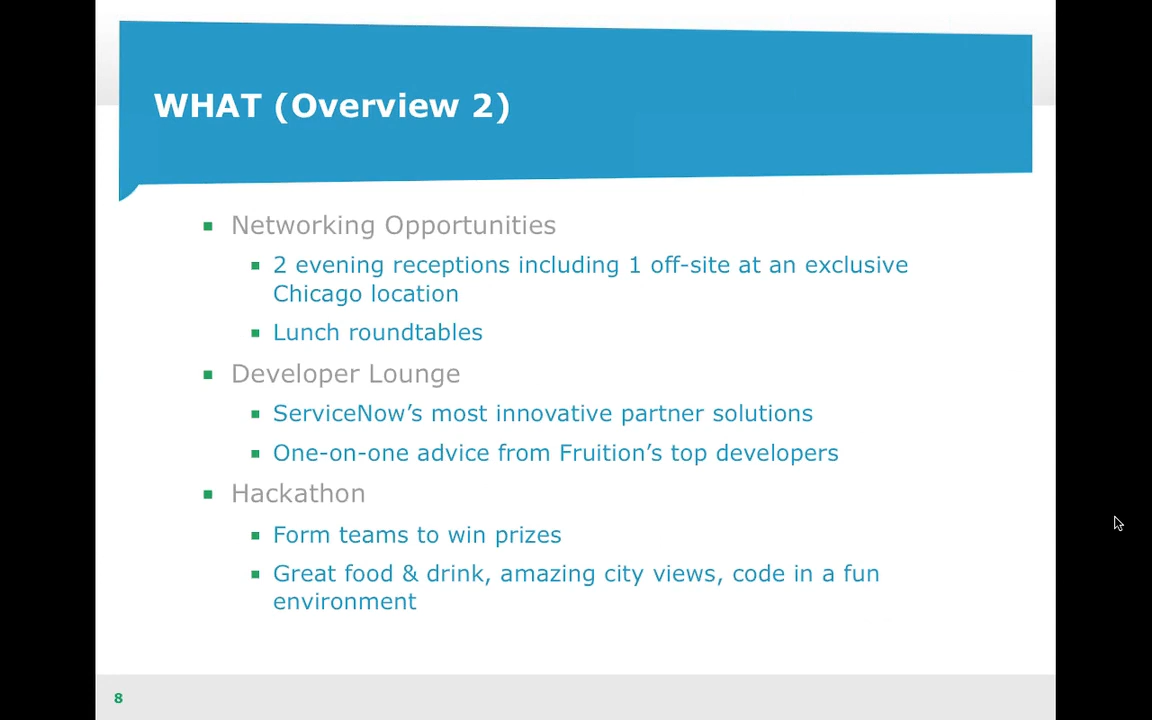 WHAT (Overview 2)
Networking Opportunities
2 evening receptions including 1 off-site at an exclusive
Chicago location
Lunch roundtables
Developer Lounge
ServiceNow’s most innovative partner solutions
One-on-one advice from Fruition’s top developers
Hackathon
Form teams to win prizes
Great food & drink, amazing city views, code in a fun
environment
8